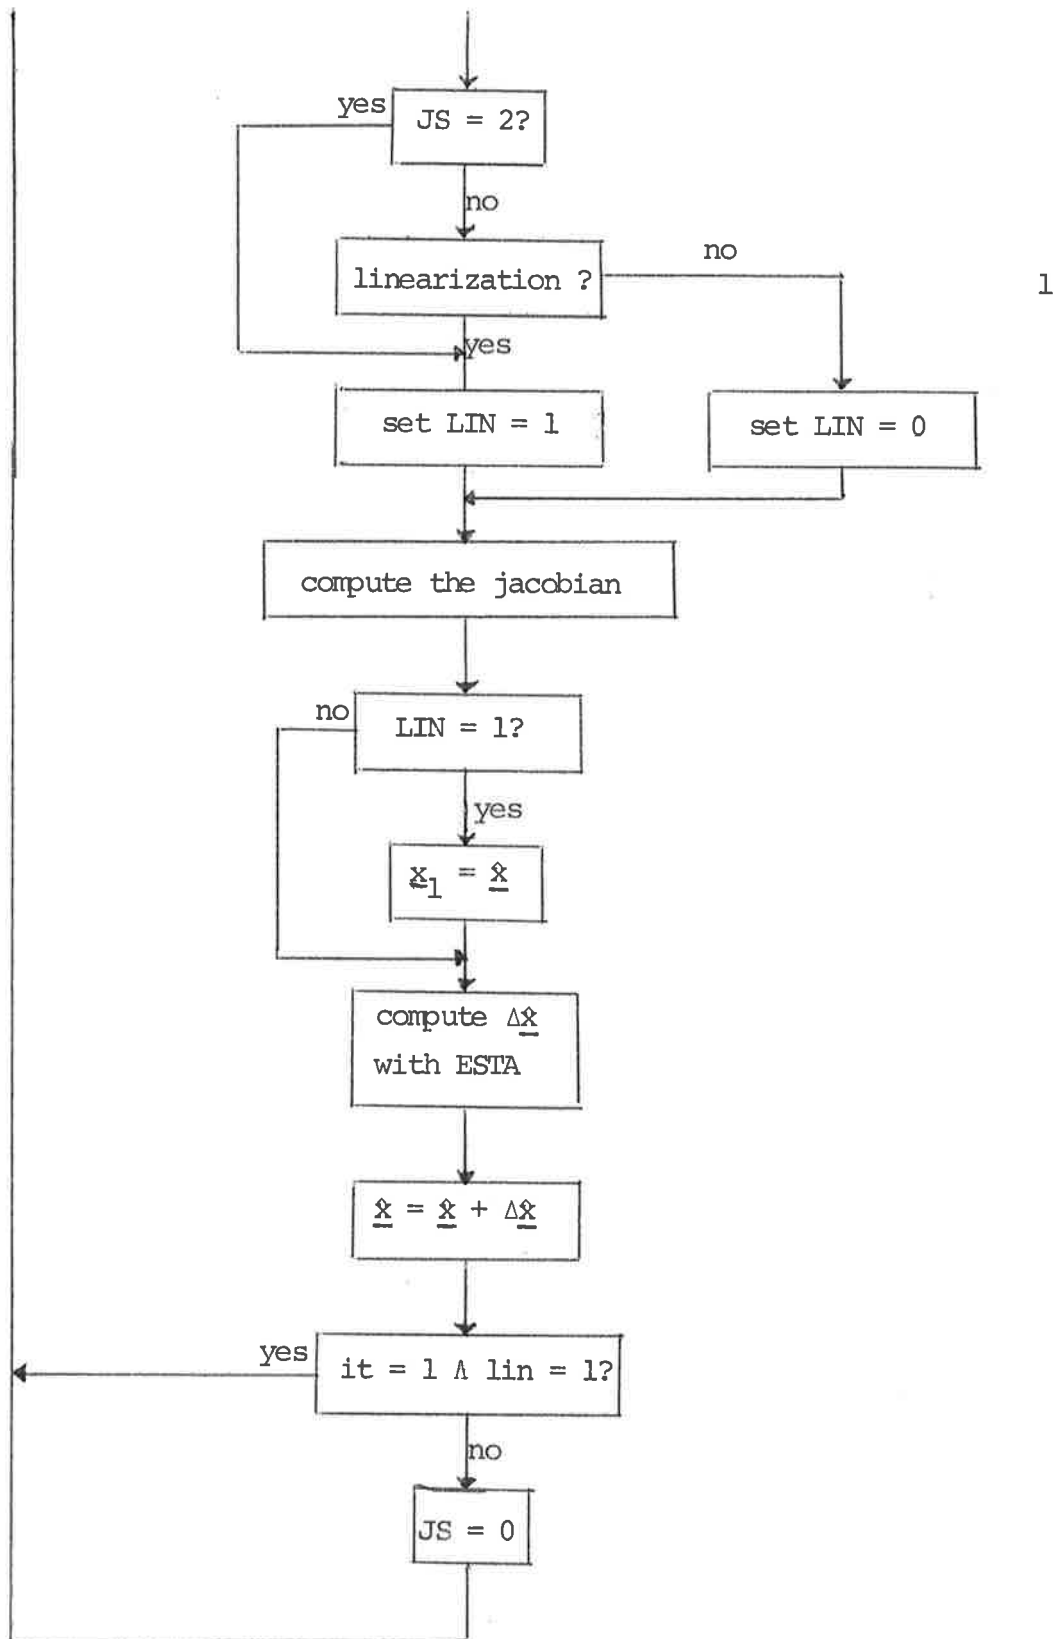 yes
JS = 2?
no
linearization ?
no
1
yes
set LIN = 1
set LIN = 0
compute the jacobian
no
LIN = 1?
yes
x̲₁ = x̲̂
compute Δx̲̂
with ESTA
x̲̂ = x̲̂ + Δx̲̂
yes
it = 1 Λ lin = 1?
no
JS = 0